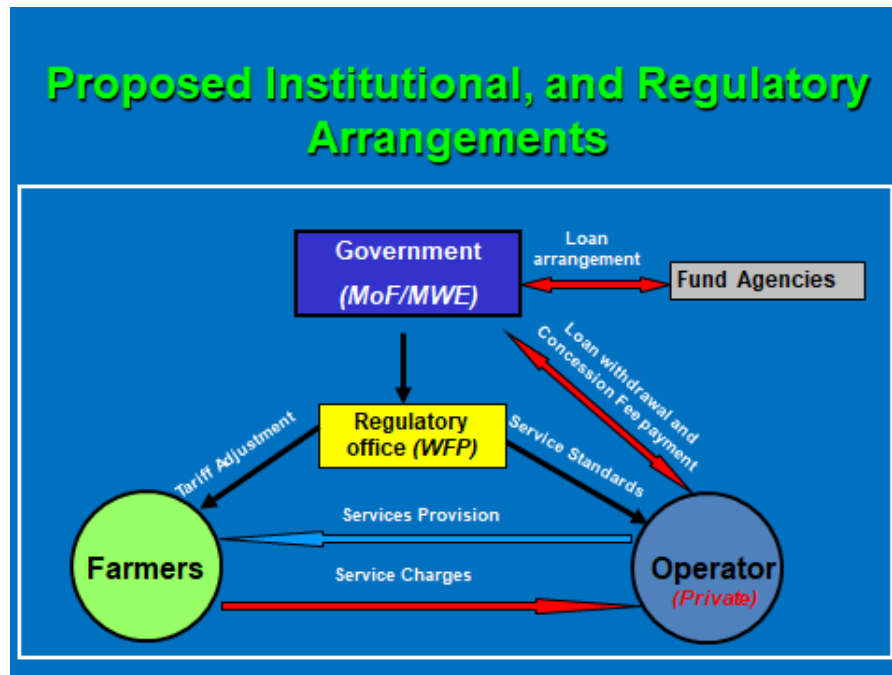 Proposed Institutional, and Regulatory
Arrangements
Government
(MoF/MWE)
Loan
arrangement
Fund Agencies
Loan withdrawal and
Concession Fee payment
Regulatory
office (WFP)
Tariff Adjustment
Service Standards
Services Provision
Farmers
Service Charges
Operator
(Private)